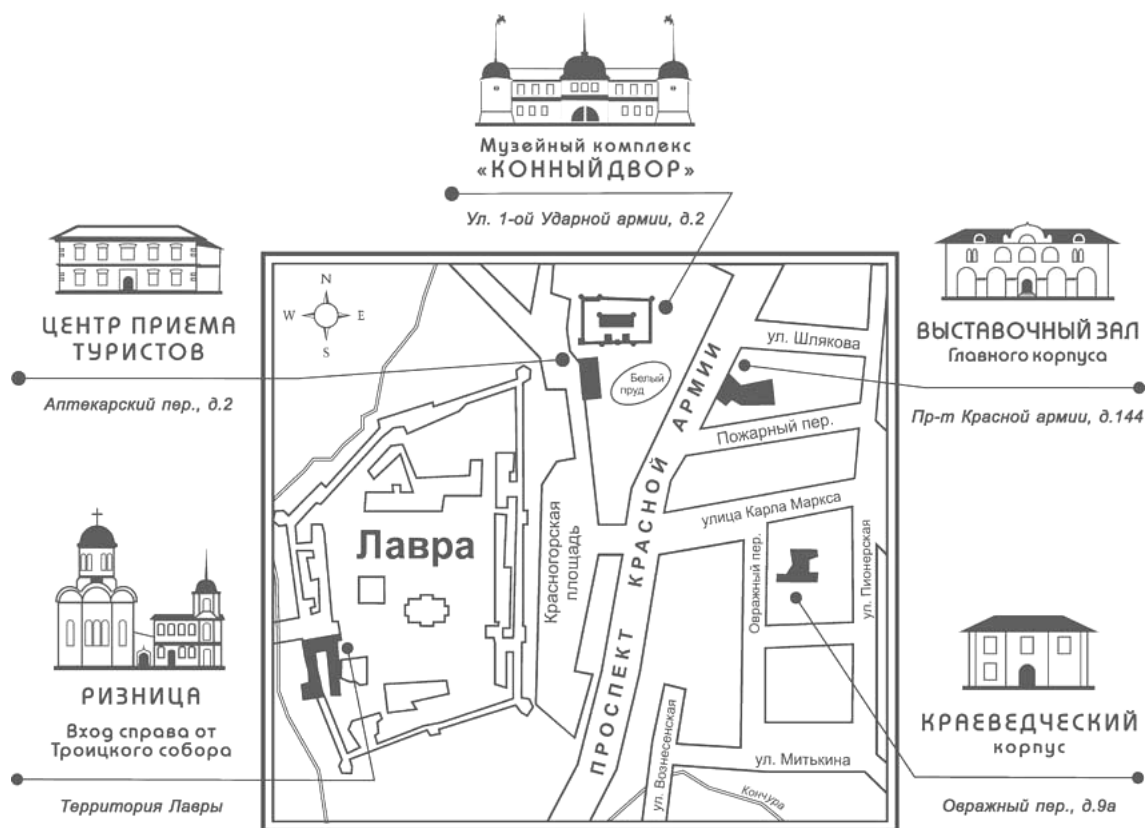 Музейный комплекс
«КОННЫЙ ДВОР»
Ул. 1-ой Ударной армии, д.2
ЦЕНТР ПРИЕМА
ТУРИСТОВ
Аптекарский пер., д.2
ВЫСТАВОЧНЫЙ ЗАЛ
Главного корпуса
Пр-т Красной армии, д.144
N
W
E
S
ул. Шлякова
Белый
пруд
Пожарный пер.
улица Карла Маркса
Лавра
Красногорская
площадь
ПРОСПЕКТ КРАСНОЙ АРМИИ
Овражный пер.
ул. Пионерская
РИЗНИЦА
Вход справа от
Троицкого собора
Территория Лавры
КРАЕВЕДЧЕСКИЙ
корпус
Овражный пер., д.9а
ул. Вознесенская
ул. Митькина
Кончура